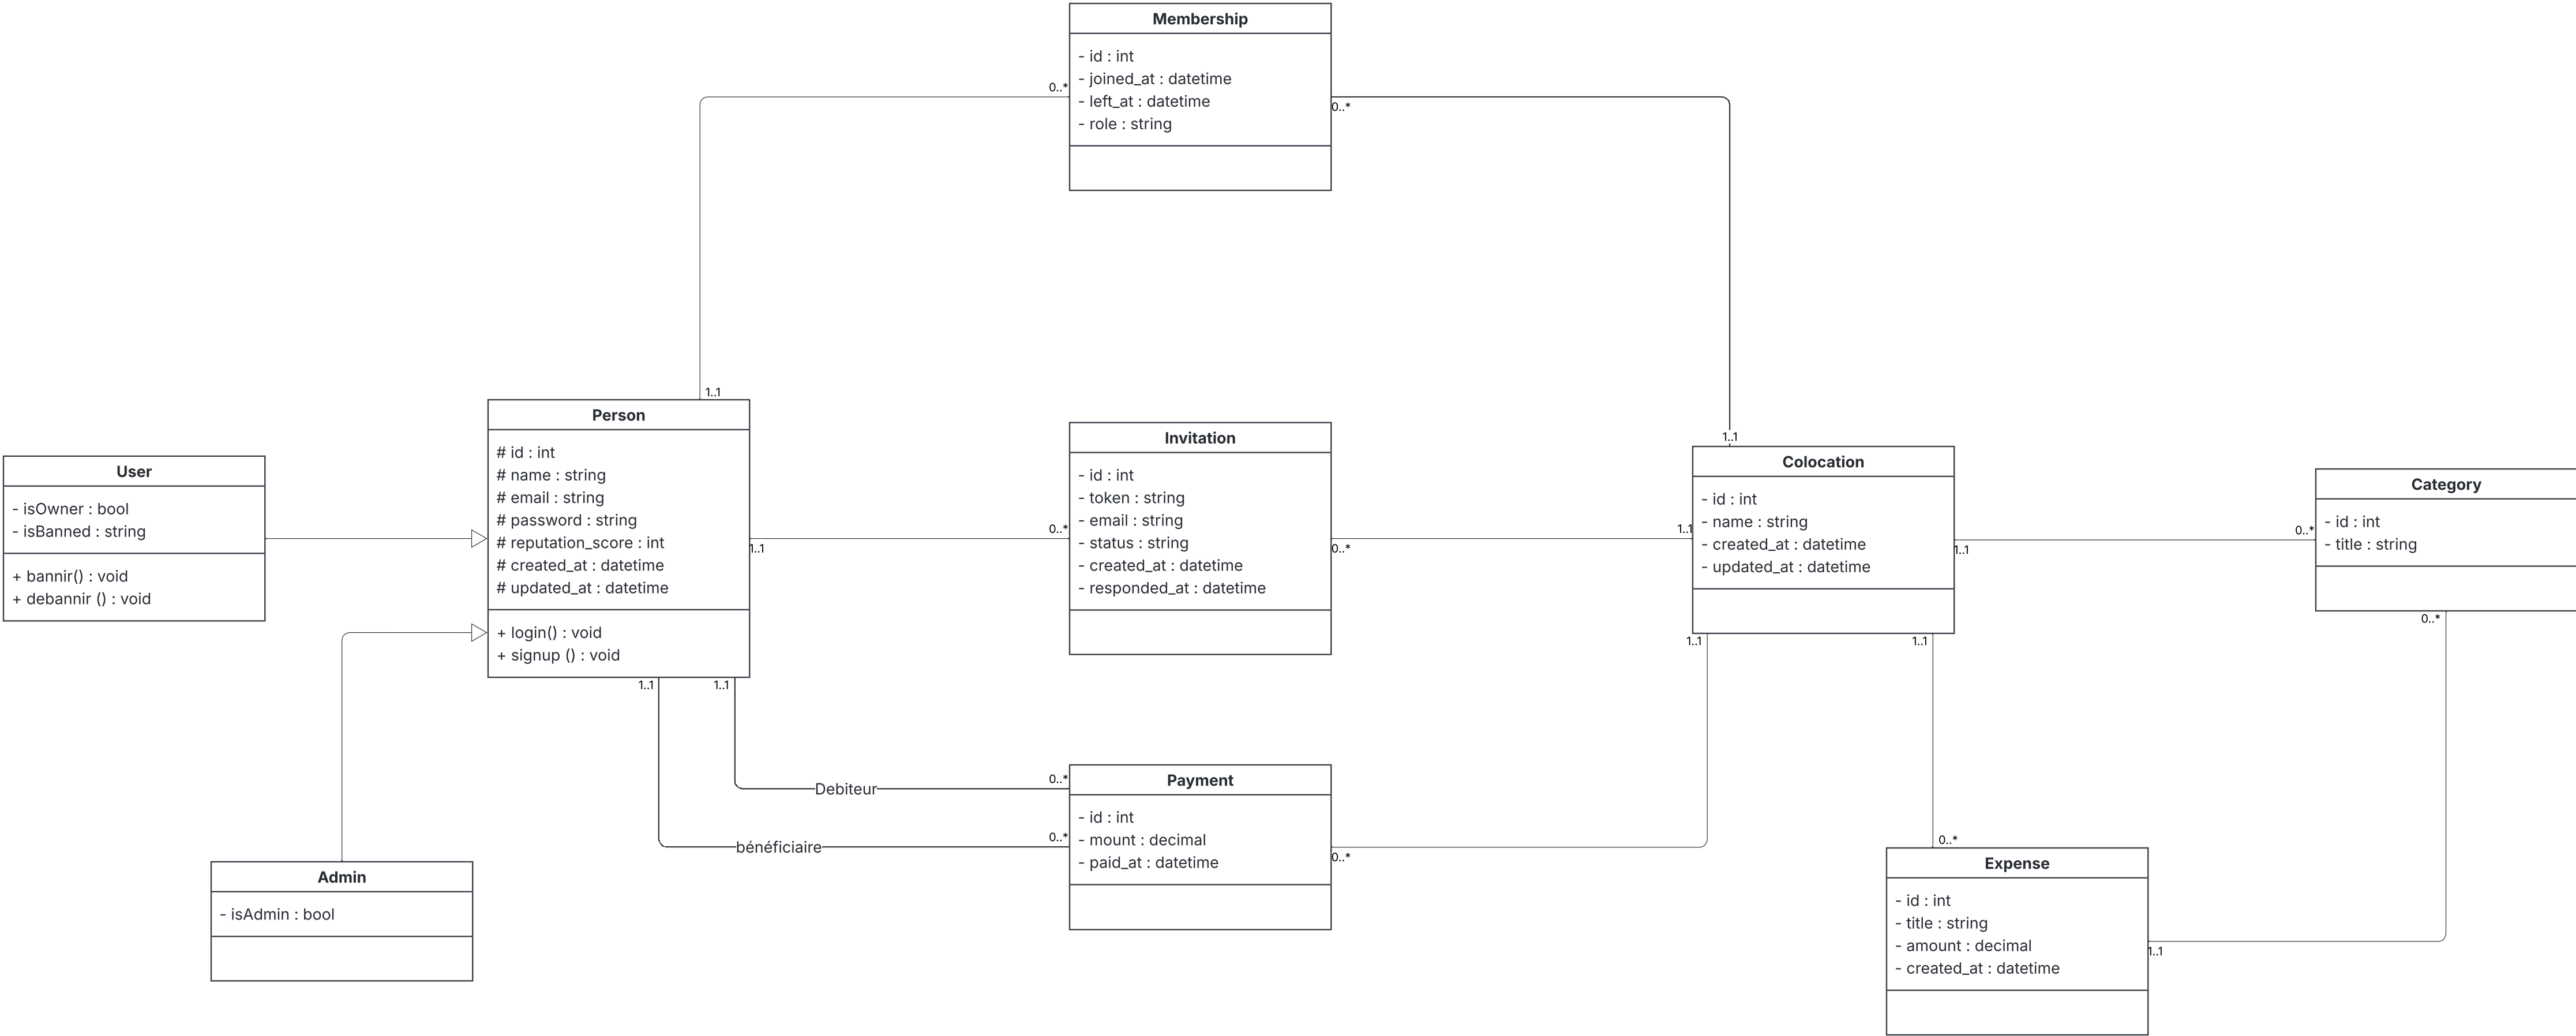 Membership
- id : int
- joined_at : datetime
- left_at : datetime
- role : string
0..*
0..*
1..1
1..1
Person
# id : int
# name : string
# email : string
# password : string
# reputation_score : int
# created_at : datetime
# updated_at : datetime
+ login() : void
+ signup () : void
User
- isOwner : bool
- isBanned : string
+ bannir() : void
+ debannir () : void
1..1
0..*
Invitation
- id : int
- token : string
- email : string
- status : string
- created_at : datetime
- responded_at : datetime
0..*
1..1
Colocation
- id : int
- name : string
- created_at : datetime
- updated_at : datetime
1..1
0..*
Category
- id : int
- title : string
0..*
1..1
1..1
1..1
1..1
Debiteur
0..*
bénéficiaire
0..*
Payment
- id : int
- mount : decimal
- paid_at : datetime
0..*
0..*
Admin
- isAdmin : bool
Expense
- id : int
- title : string
- amount : decimal
- created_at : datetime
1..1